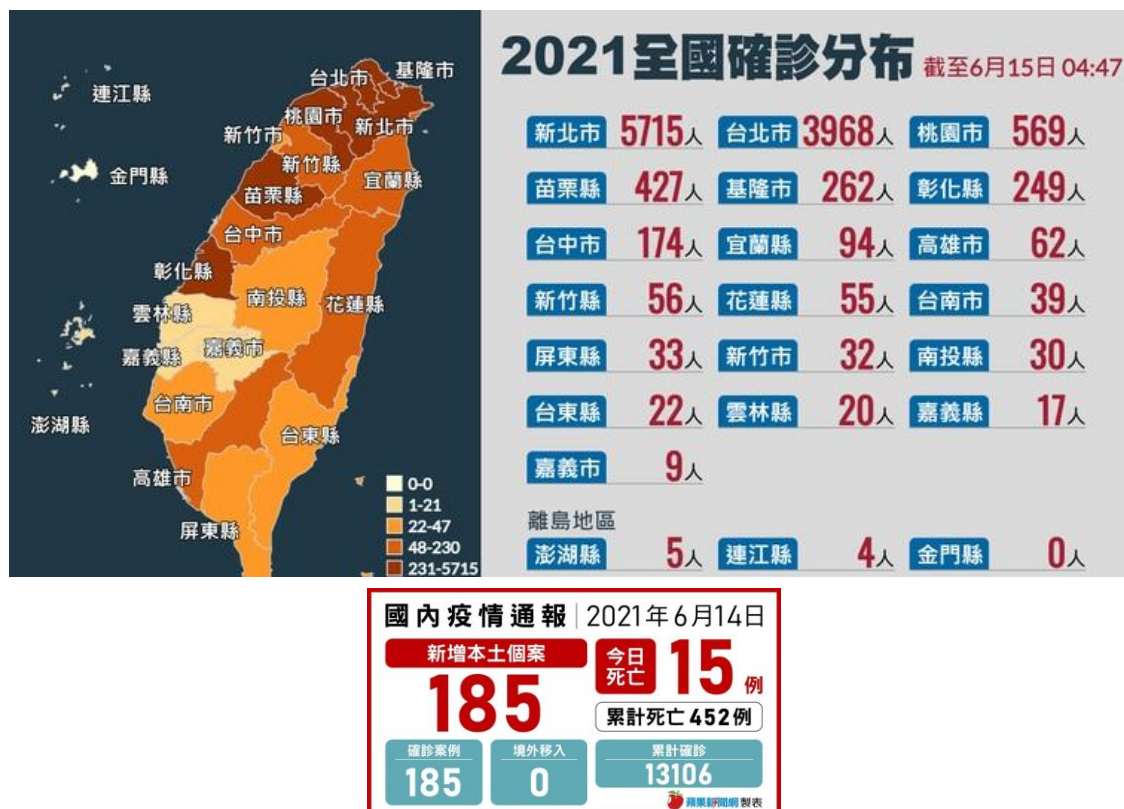 台北市
基隆市
連江縣
桃園市
新北市
新竹市
新竹縣
金門縣
宜蘭縣
苗栗縣
台中市
彰化縣
南投縣
花蓮縣
雲林縣
嘉義縣
嘉義市
台南市
澎湖縣
台東縣
高雄市
屏東縣
0-0
1-21
22-47
48-230
231-5715
2021全國確診分布 截至6月15日 04:47
新北市 5715人 台北市 3968人 桃園市 569人
苗栗縣 427人 基隆市 262人 彰化縣 249人
台中市 174人 宜蘭縣 94人 高雄市 62人
新竹縣 56人 花蓮縣 55人 台南市 39人
屏東縣 33人 新竹市 32人 南投縣 30人
台東縣 22人 雲林縣 20人 嘉義縣 17人
嘉義市 9人
離島地區
澎湖縣 5人 連江縣 4人 金門縣 0人
國內疫情通報 2021年6月14日
新增本土個案
185
今日死亡 15 例
累計死亡 452 例
確診案例
185
境外移入
0
累計確診
13106
蘋果新聞網 製表